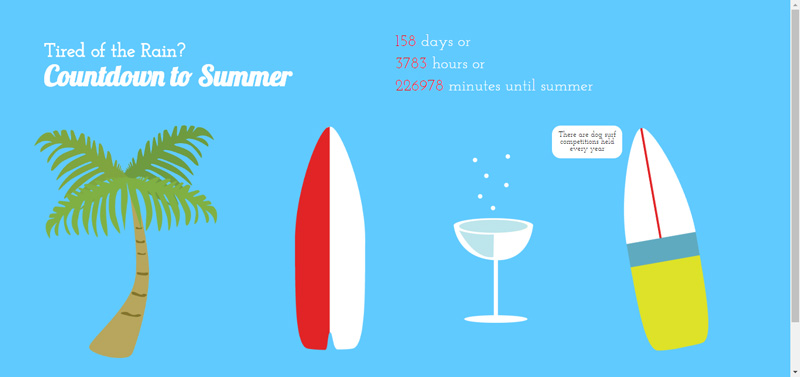 Tired of the Rain?
Countdown to Summer
158 days or
3783 hours or
226978 minutes until summer
There are dog surf
competitions held
every year